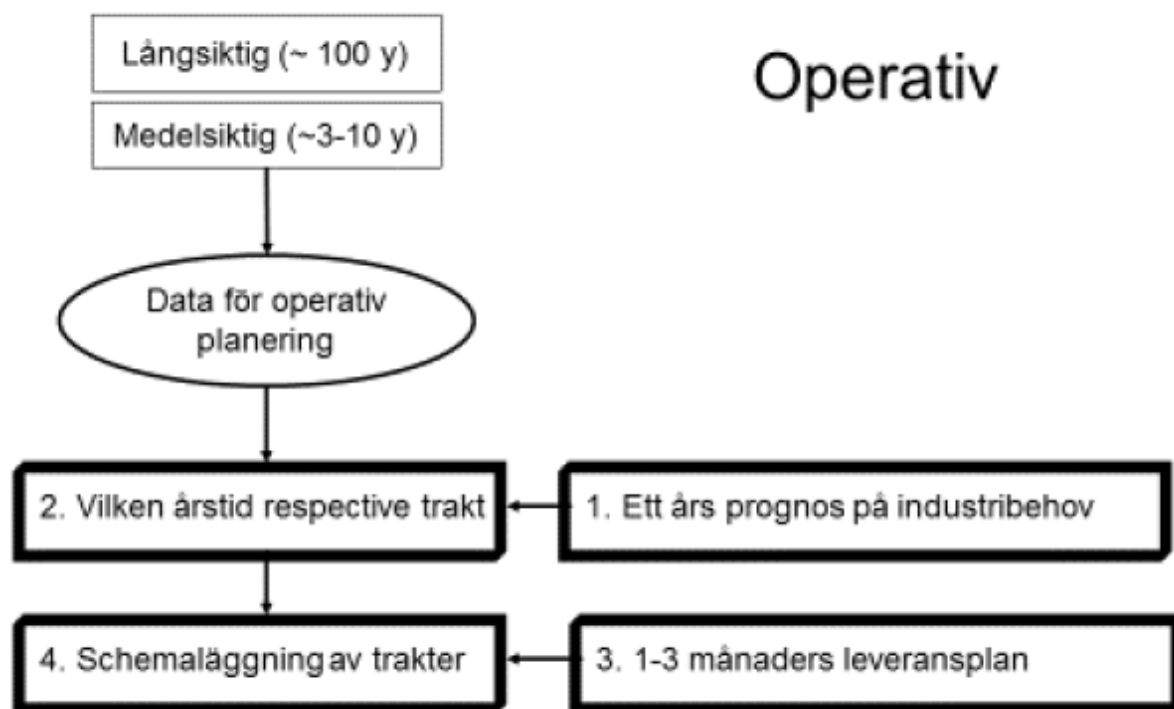 Långsiktig (~ 100 y)
Operativ
Medelsiktig (~3-10 y)
Data för operativ
planering
2. Vilken årstid respective trakt
1. Ett års prognos på industribehov
4. Schemaläggning av trakter
3. 1-3 månaders leveransplan